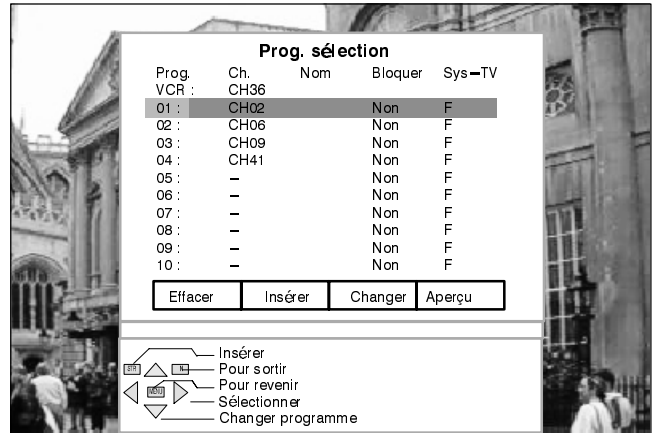 Prog. sélection
Prog. Ch. Nom Bloquer Sys-TV
VCR : CH36
01 : CH02 Non F
02 : CH06 Non F
03 : CH09 Non F
04 : CH41 Non F
05 : – Non F
06 : – Non F
07 : – Non F
08 : – Non F
09 : – Non F
10 : – Non F
Effacer Insérer Changer Aperçu
Insérer
STR N Pour sortir
Pour revenir
MENU
Sélectionner
Changer programme